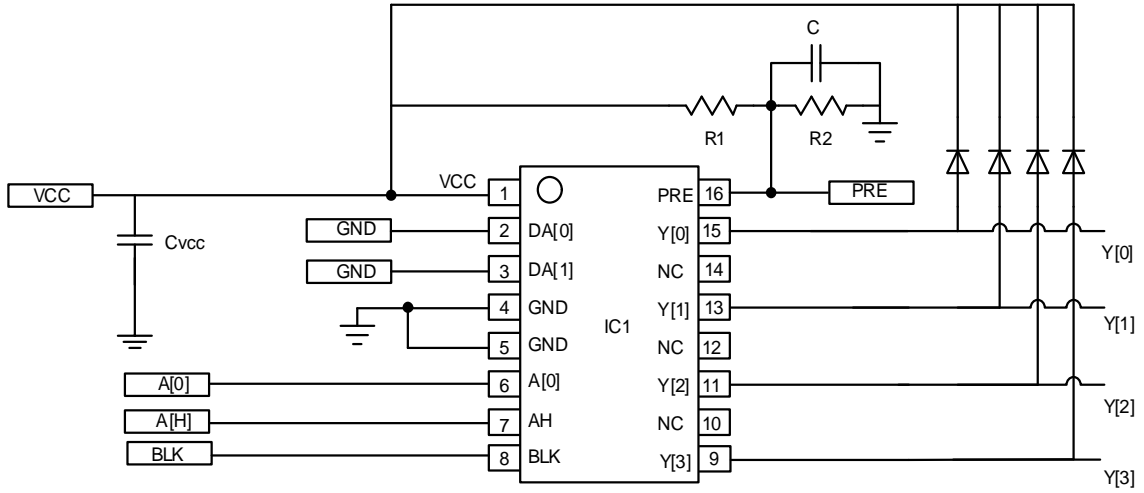 C
R1
R2
VCC
VCC
1
PRE
16
PRE
Cvcc
GND
2
DA[0]
Y[0]
15
Y[0]
GND
3
DA[1]
NC
14
4
GND
IC1
Y[1]
13
Y[1]
5
GND
NC
12
A[0]
6
A[0]
Y[2]
11
Y[2]
A[H]
7
AH
NC
10
BLK
8
BLK
Y[3]
9
Y[3]